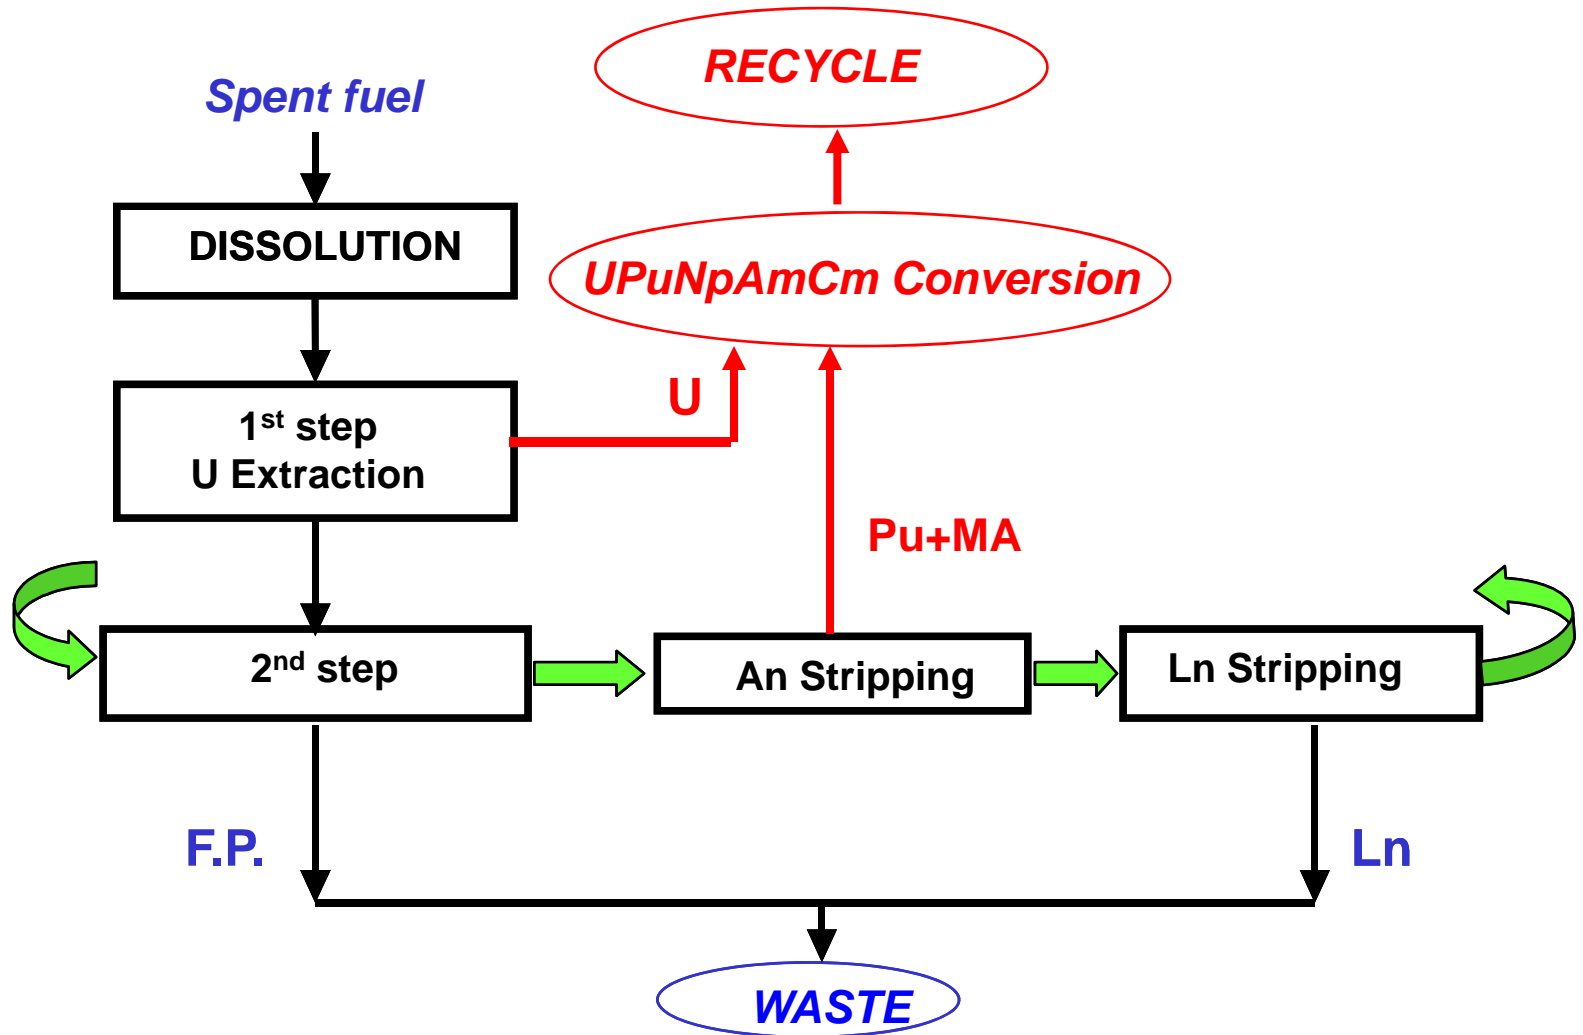 RECYCLE
Spent fuel
DISSOLUTION
UPuNpAmCm Conversion
U
1st step
U Extraction
Pu+MA
2nd step
An Stripping
Ln Stripping
F.P.
Ln
WASTE